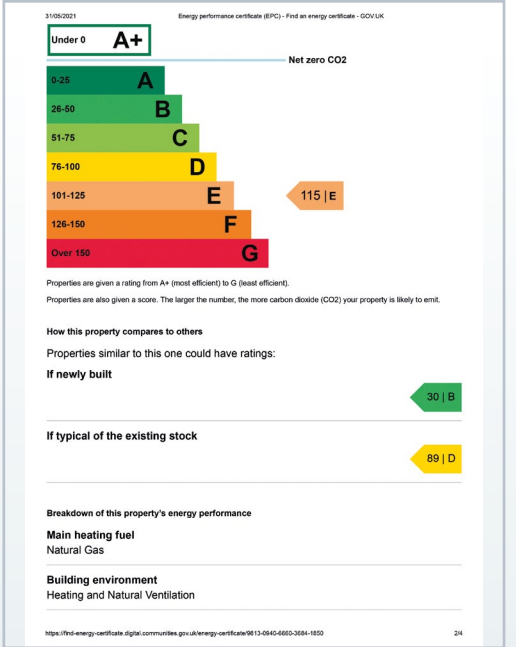 31/05/2021 Energy performance certificate (EPC) - Find an energy certificate - GOV.UK
Under 0 A+
Net zero CO2
0-25 A
26-50 B
51-75 C
76-100 D
101-125 E 115 | E
126-150 F
Over 150 G
Properties are given a rating from A+ (most efficient) to G (least efficient).
Properties are also given a score. The larger the number, the more carbon dioxide (CO2) your property is likely to emit.
How this property compares to others
Properties similar to this one could have ratings:
If newly built
30 | B
If typical of the existing stock
89 | D
Breakdown of this property's energy performance
Main heating fuel
Natural Gas
Building environment
Heating and Natural Ventilation
https://find-energy-certificate.digital.communities.gov.uk/energy-certificate/9613-0940-6660-3684-1850 2/4